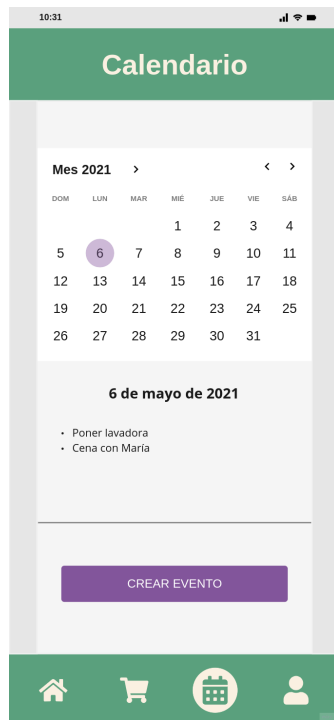 10:31
Calendario
Mes 2021
DOM LUN MAR MIÉ JUE VIE SÁB
1 2 3 4
5 6 7 8 9 10 11
12 13 14 15 16 17 18
19 20 21 22 23 24 25
26 27 28 29 30 31
6 de mayo de 2021
• Poner lavadora
• Cena con María
CREAR EVENTO